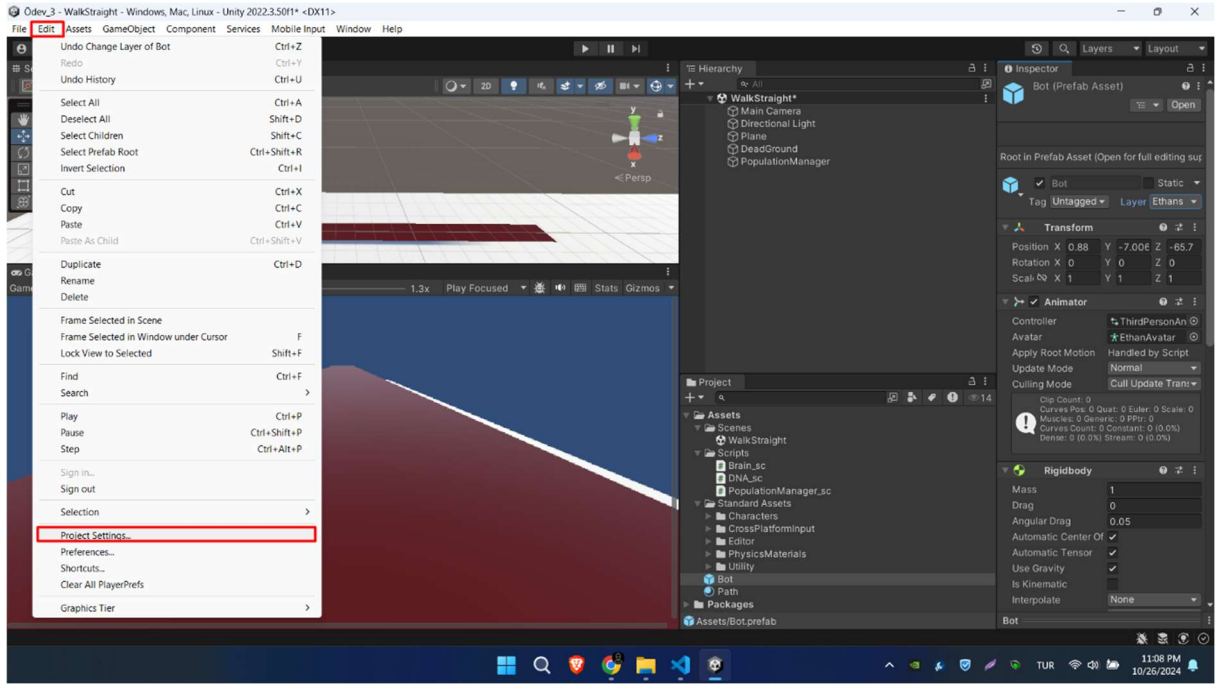 Ödev_3 - WalkStraight - Windows, Mac, Linux - Unity 2022.3.50f1* <DX11>
File Edit Assets GameObject Component Services Mobile Input Window Help
Undo Change Layer of Bot Ctrl+Z
Redo Ctrl+Y
Undo History Ctrl+U
Select All Ctrl+A
Deselect All Shift+D
Select Children Shift+C
Select Prefab Root Ctrl+Shift+R
Invert Selection Ctrl+I
Cut Ctrl+X
Copy Ctrl+C
Paste Ctrl+V
Paste As Child Ctrl+Shift+V
Duplicate Ctrl+D
Rename
Delete
Frame Selected in Scene
Frame Selected in Window under Cursor F
Lock View to Selected Shift+F
Find Ctrl+F
Search
Play Ctrl+P
Pause Ctrl+Shift+P
Step Ctrl+Alt+P
Sign in...
Sign out
Selection
Project Settings...
Preferences...
Shortcuts...
Clear All PlayerPrefs
Graphics Tier
Layers Layout
2D
y
z
x
Persp
1.3x Play Focused Stats Gizmos
Hierarchy
All
WalkStraight*
Main Camera
Directional Light
Plane
DeadGround
PopulationManager
Project
14
Assets
Scenes
WalkStraight
Scripts
Brain_sc
DNA_sc
PopulationManager_sc
Standard Assets
Characters
CrossPlatformInput
Editor
PhysicsMaterials
Utility
Bot
Path
Packages
Assets/Bot.prefab
Inspector
Bot (Prefab Asset)
Open
Root in Prefab Asset (Open for full editing sup
Bot Static
Tag Untagged Layer Ethans
Transform
Position X 0.88 Y -7.006 Z -65.7
Rotation X 0 Y 0 Z 0
Scale X 1 Y 1 Z 1
Animator
Controller ThirdPersonAn
Avatar EthanAvatar
Apply Root Motion Handled by Script
Update Mode Normal
Culling Mode Cull Update Trans
Clip Count: 0
Curves Pos: 0 Quat: 0 Euler: 0 Scale: 0
Muscles: 0 Generic: 0 PPtr: 0
Curves Count: 0 Constant: 0 (0.0%)
Dense: 0 (0.0%) Stream: 0 (0.0%)
Rigidbody
Mass 1
Drag 0
Angular Drag 0.05
Automatic Center Of
Automatic Tensor
Use Gravity
Is Kinematic
Interpolate None
Bot
TUR
11:08 PM
10/26/2024